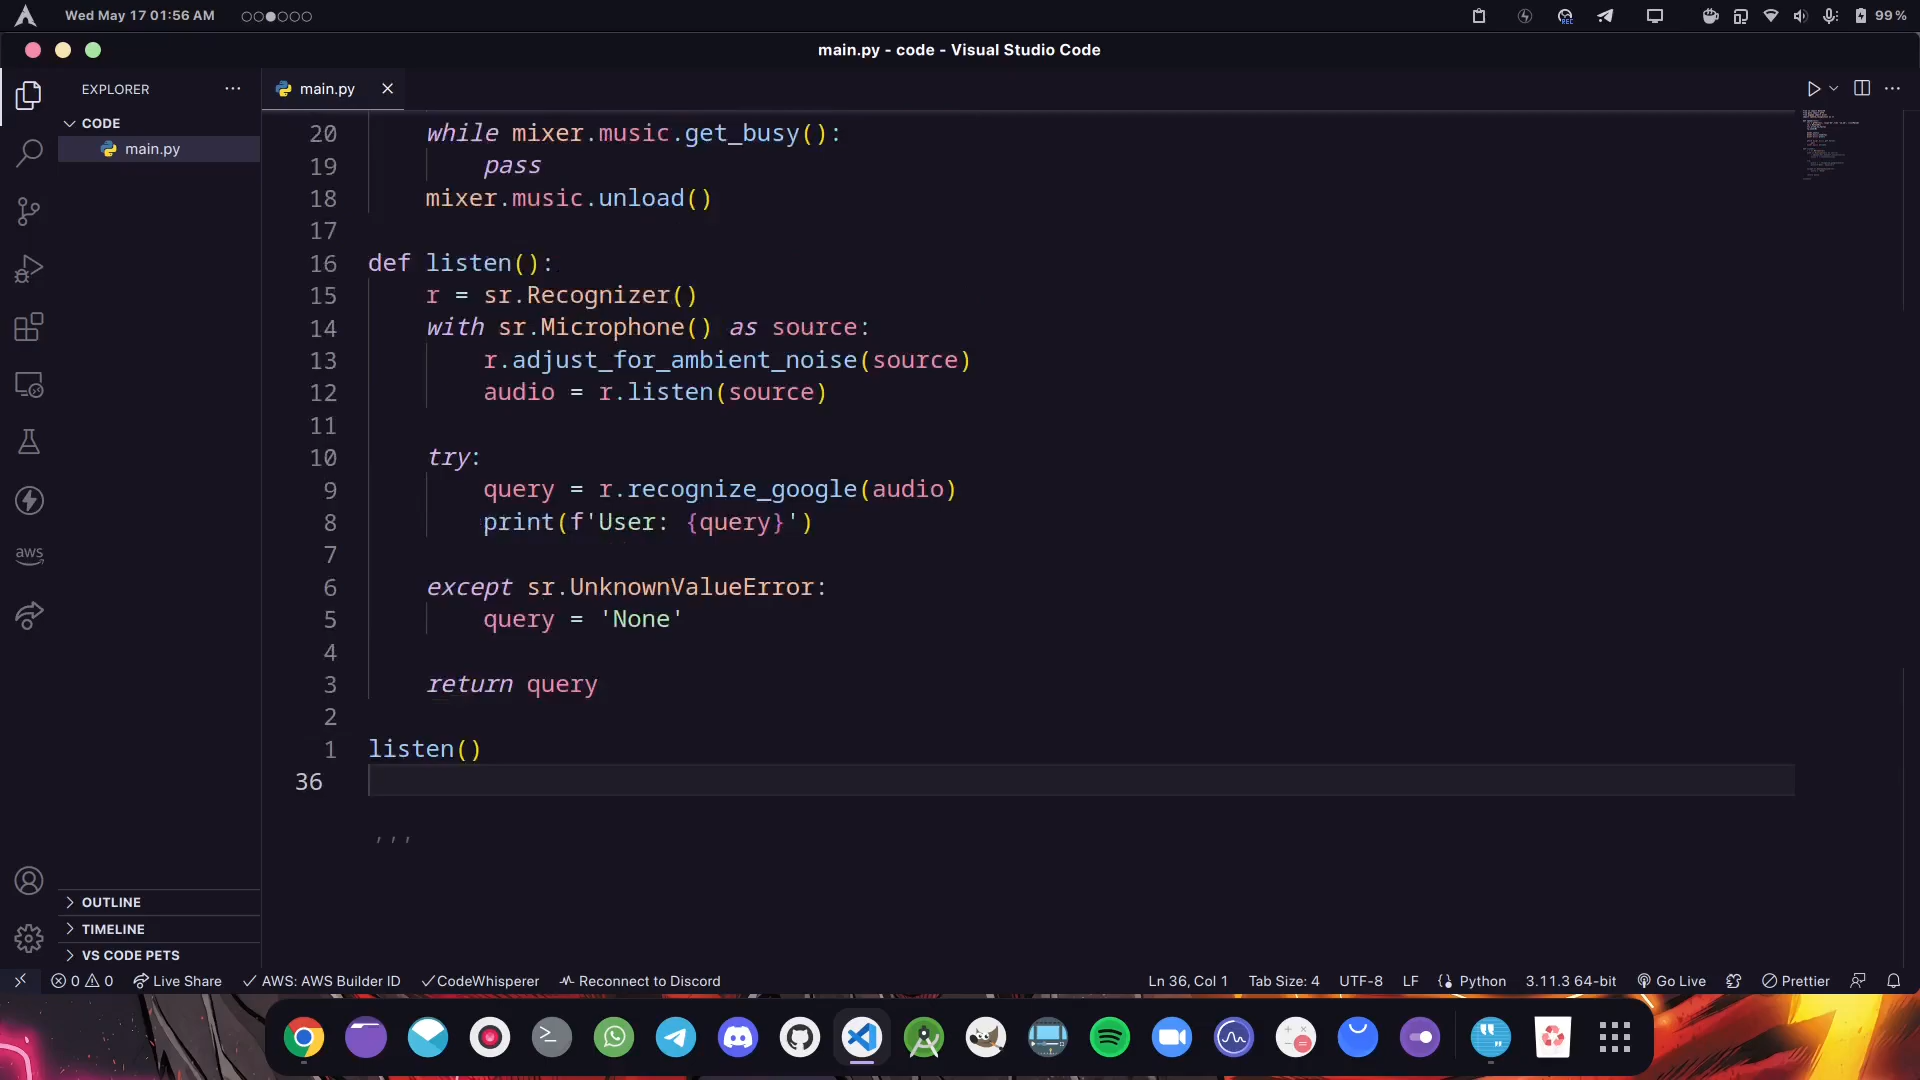 Wed May 17 01:56 AM
REC
99%
main.py - code - Visual Studio Code
EXPLORER
main.py
CODE
main.py
20 while mixer.music.get_busy():
19 pass
18 mixer.music.unload()
17
16 def listen():
15 r = sr.Recognizer()
14 with sr.Microphone() as source:
13 r.adjust_for_ambient_noise(source)
12 audio = r.listen(source)
11
10 try:
9 query = r.recognize_google(audio)
8 print(f'User: {query}')
7
6 except sr.UnknownValueError:
5 query = 'None'
4
3 return query
2
1 listen()
36
'''
aws
OUTLINE
TIMELINE
VS CODE PETS
0 0 Live Share AWS: AWS Builder ID CodeWhisperer Reconnect to Discord Ln 36, Col 1 Tab Size: 4 UTF-8 LF Python 3.11.3 64-bit Go Live Prettier